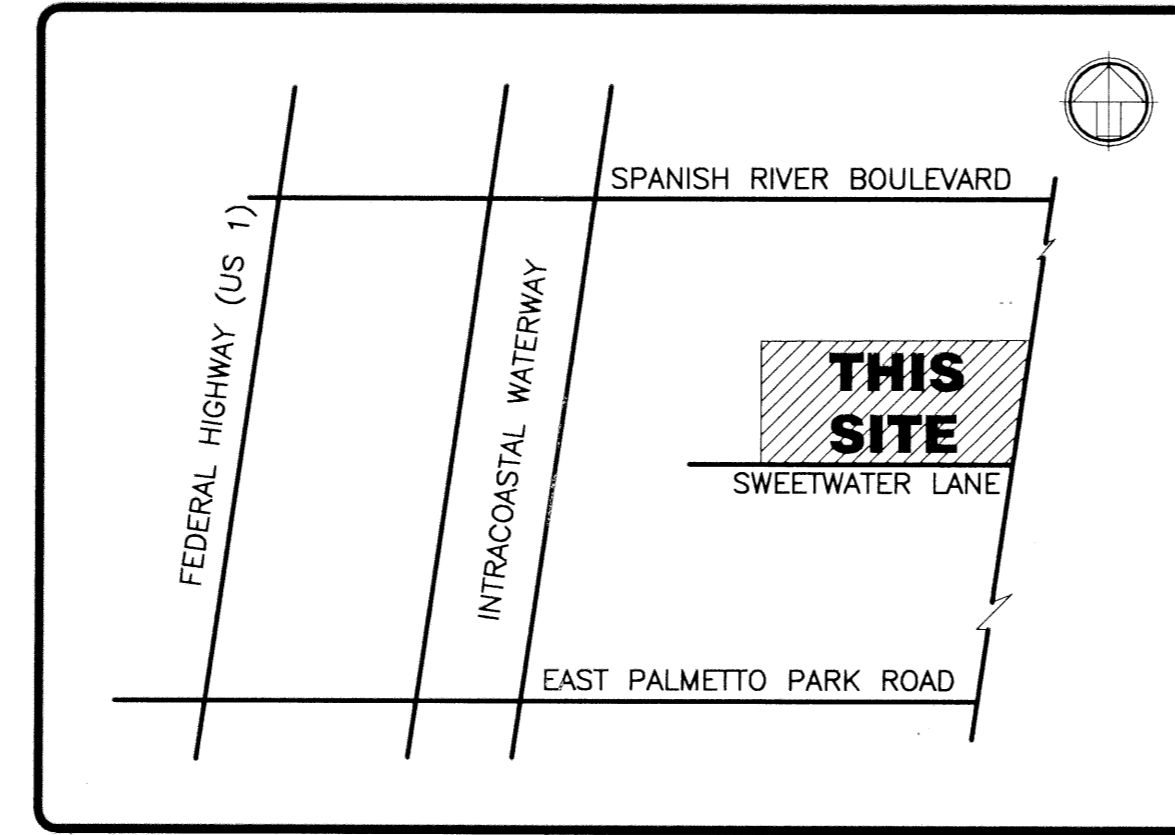 SPANISH RIVER BOULEVARD
FEDERAL HIGHWAY (US 1)
INTRACOASTAL WATERWAY
THIS
SITE
SWEETWATER LANE
EAST PALMETTO PARK ROAD